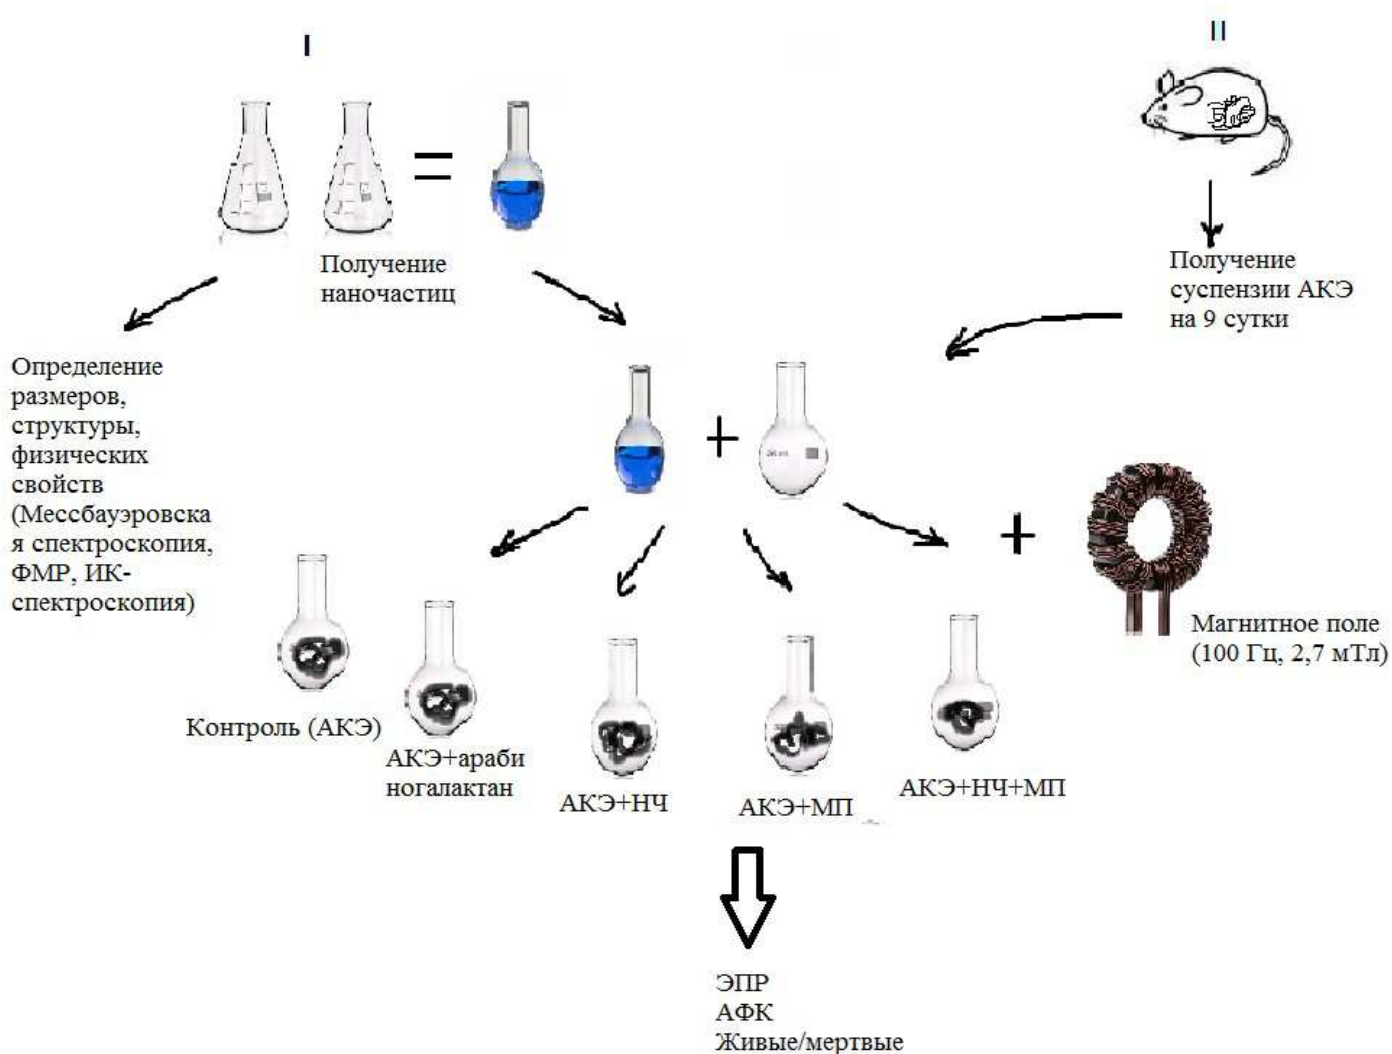 I
II
Получение
наночастиц
Получение
суспензии АКЭ
на 9 сутки
Определение
размеров,
структуры,
физических
свойств
(Мессбауэровска
я спектроскопия,
ФМР, ИК-
спектроскопия)
Магнитное поле
(100 Гц, 2,7 мТл)
Контроль (АКЭ)
АКЭ+араби
ногалактан
АКЭ+НЧ
АКЭ+МП
АКЭ+НЧ+МП
ЭПР
АФК
Живые/мертвые